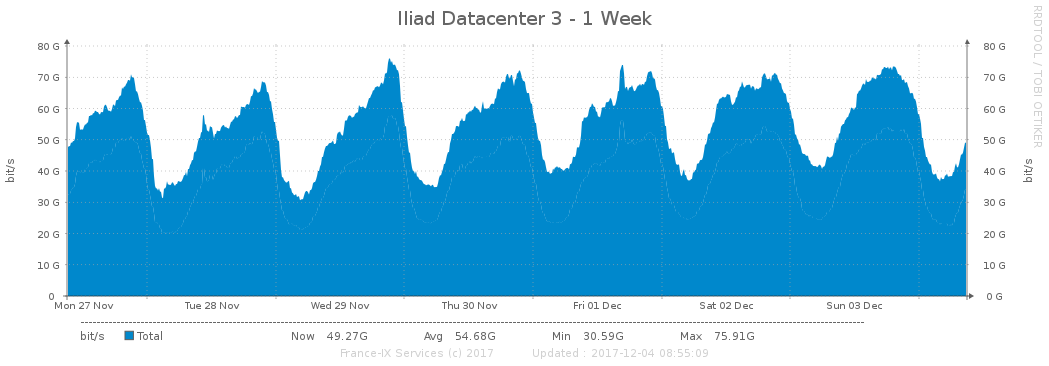 Iliad Datacenter 3 - 1 Week
RRDTOOL / TOBI OETIKER
bit/s
80 G 80 G
70 G 70 G
60 G 60 G
50 G 50 G
40 G 40 G
30 G 30 G
20 G 20 G
10 G 10 G
0 0 G
bit/s
Mon 27 Nov Tue 28 Nov Wed 29 Nov Thu 30 Nov Fri 01 Dec Sat 02 Dec Sun 03 Dec
bit/s Total Now 49.27G Avg 54.68G Min 30.59G Max 75.91G
France-IX Services (c) 2017 Updated : 2017-12-04 08:55:09